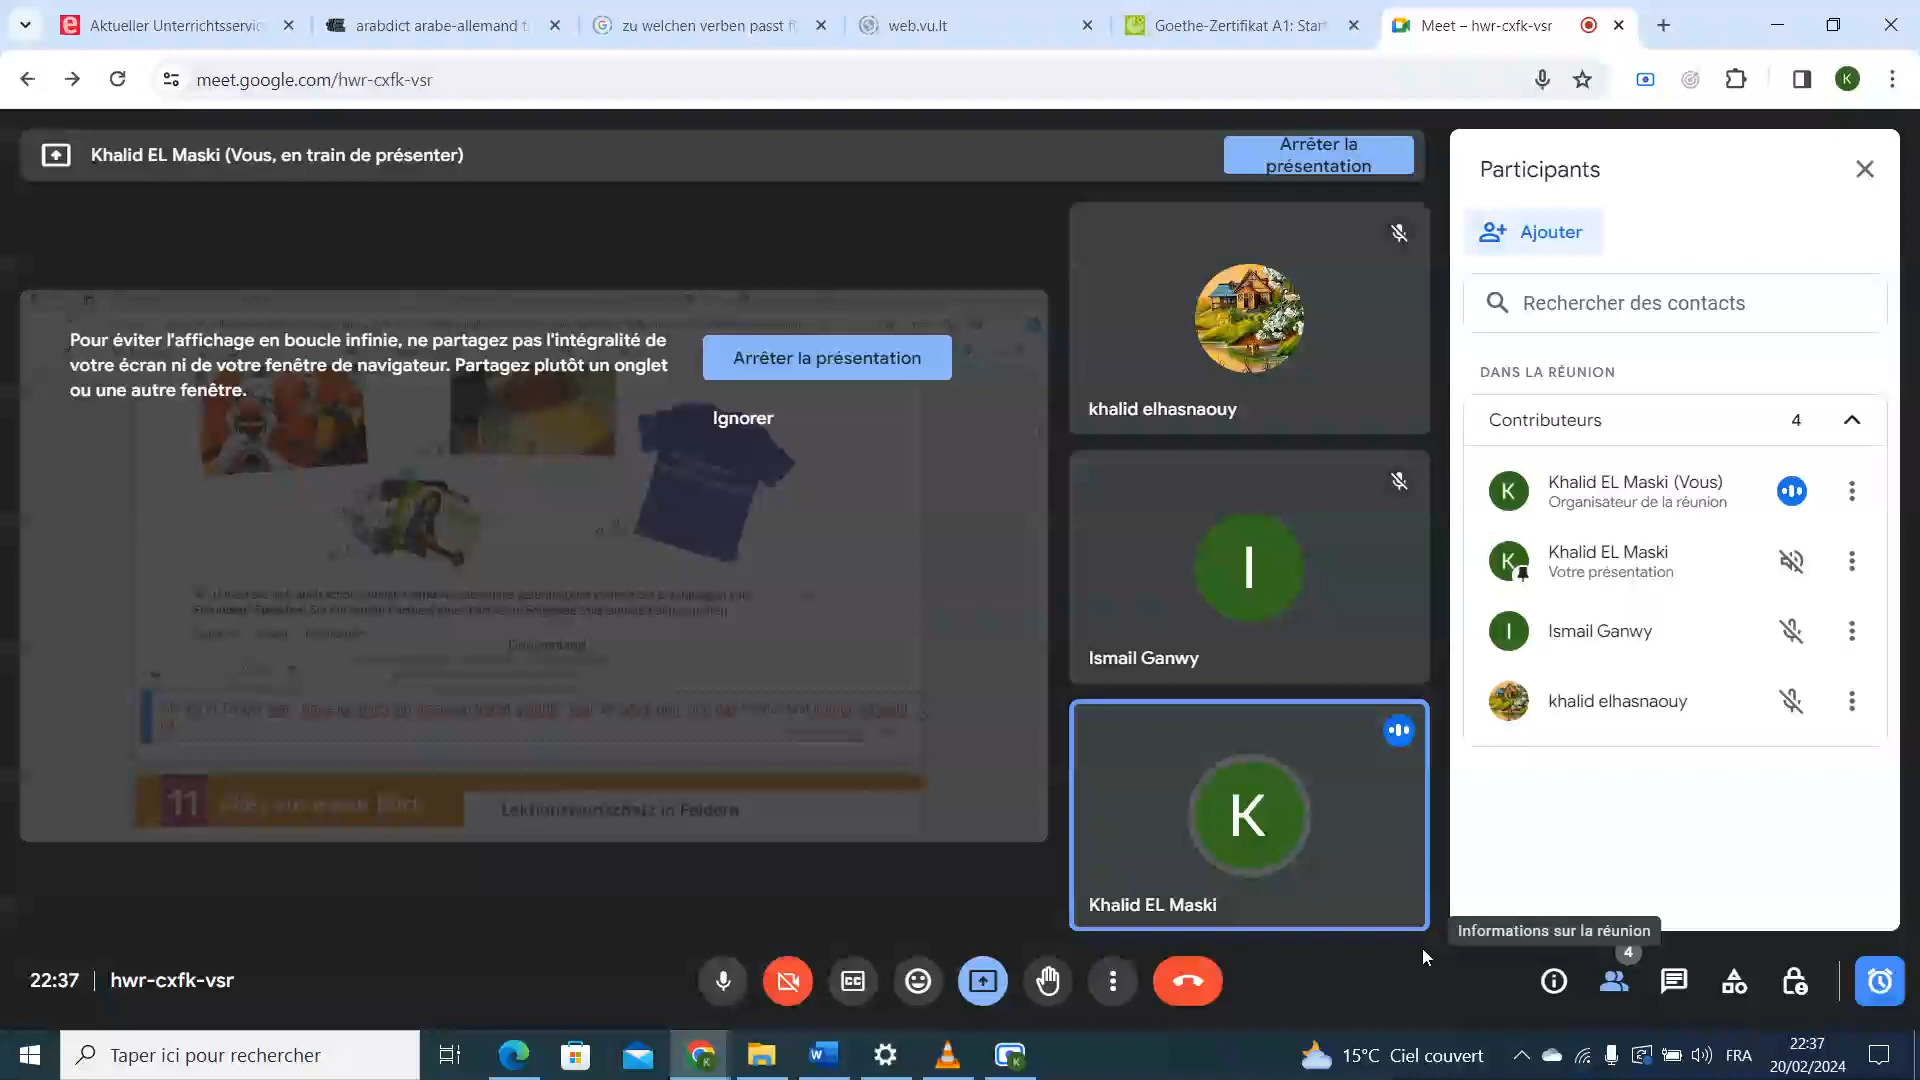 Aktueller Unterrichtsservic
arabdict arabe-allemand t
zu welchen verben passt f
web.vu.lt
Goethe-Zertifikat A1: Star
Meet – hwr-cxfk-vsr
meet.google.com/hwr-cxfk-vsr
K
Khalid EL Maski (Vous, en train de présenter)
Arrêter la
présentation
Pour éviter l'affichage en boucle infinie, ne partagez pas l'intégralité de
votre écran ni de votre fenêtre de navigateur. Partagez plutôt un onglet
ou une autre fenêtre.
Arrêter la présentation
Ignorer
11
Lektionswortschatz in Feldern
khalid elhasnaouy
I
Ismail Ganwy
K
Khalid EL Maski
Participants
Ajouter
Rechercher des contacts
DANS LA RÉUNION
Contributeurs
4
K
Khalid EL Maski (Vous)
Organisateur de la réunion
K
Khalid EL Maski
Votre présentation
I
Ismail Ganwy
khalid elhasnaouy
Informations sur la réunion
4
22:37
hwr-cxfk-vsr
Taper ici pour rechercher
15°C Ciel couvert
FRA
22:37
20/02/2024